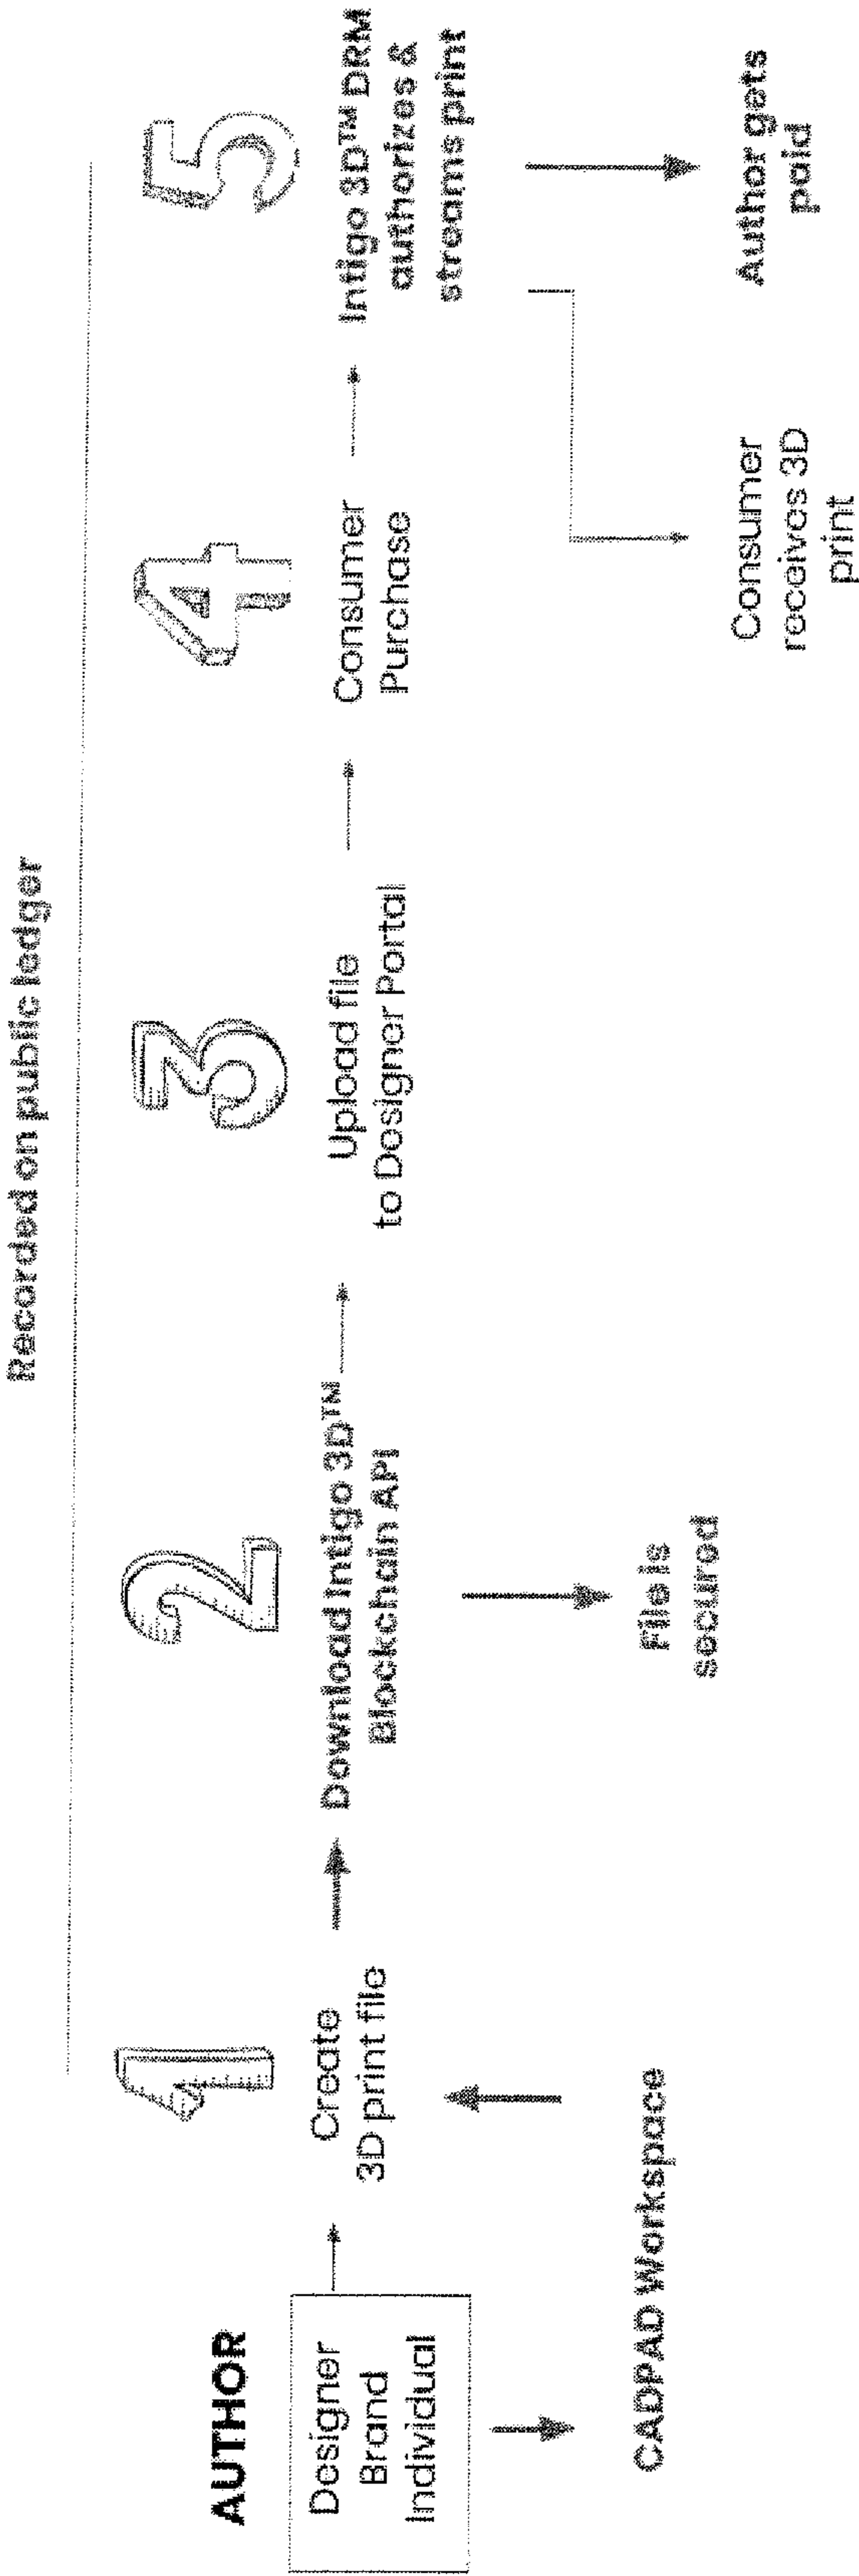 Recorded on public ledger
AUTHOR
Designer
Brand
Individual
CADPAD Workspace
1
Create
3D print file
2
Download Intigo 3D™
Blockchain API
File is
secured
3
Upload file
to Designer Portal
4
Consumer
Purchase
5
Intigo 3D™ DRM
authorizes &
streams print
Consumer
receives 3D
print
Author gets
paid